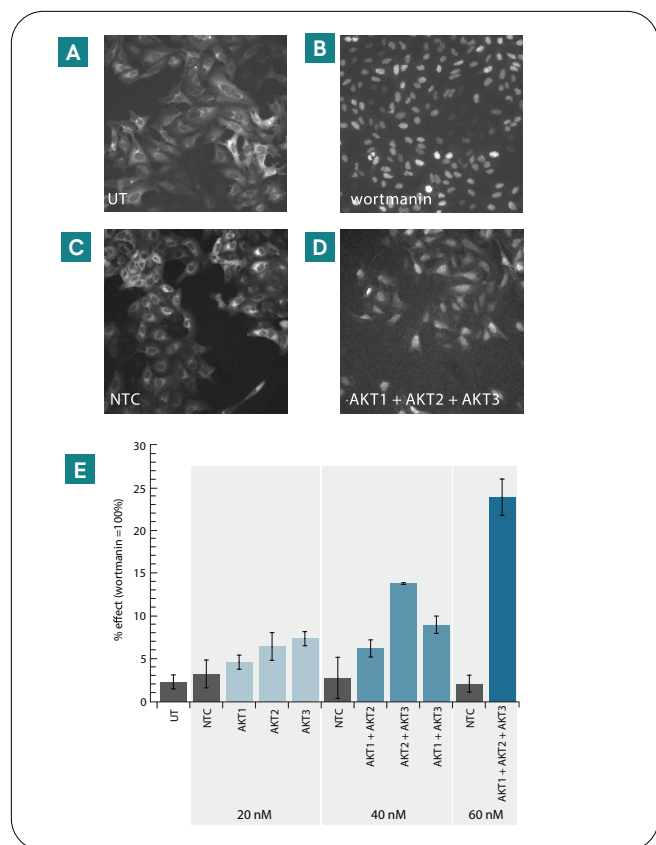 A
UT
B
wortmanin
C
NTC
D
AKT1 + AKT2 + AKT3
E
% effect (wortmanin =100%)
30
25
20
15
10
5
0
UT
NTC
AKT1
AKT2
AKT3
NTC
AKT1 + AKT2
AKT2 + AKT3
AKT1 + AKT3
NTC
AKT1 + AKT2 + AKT3
20 nM
40 nM
60 nM